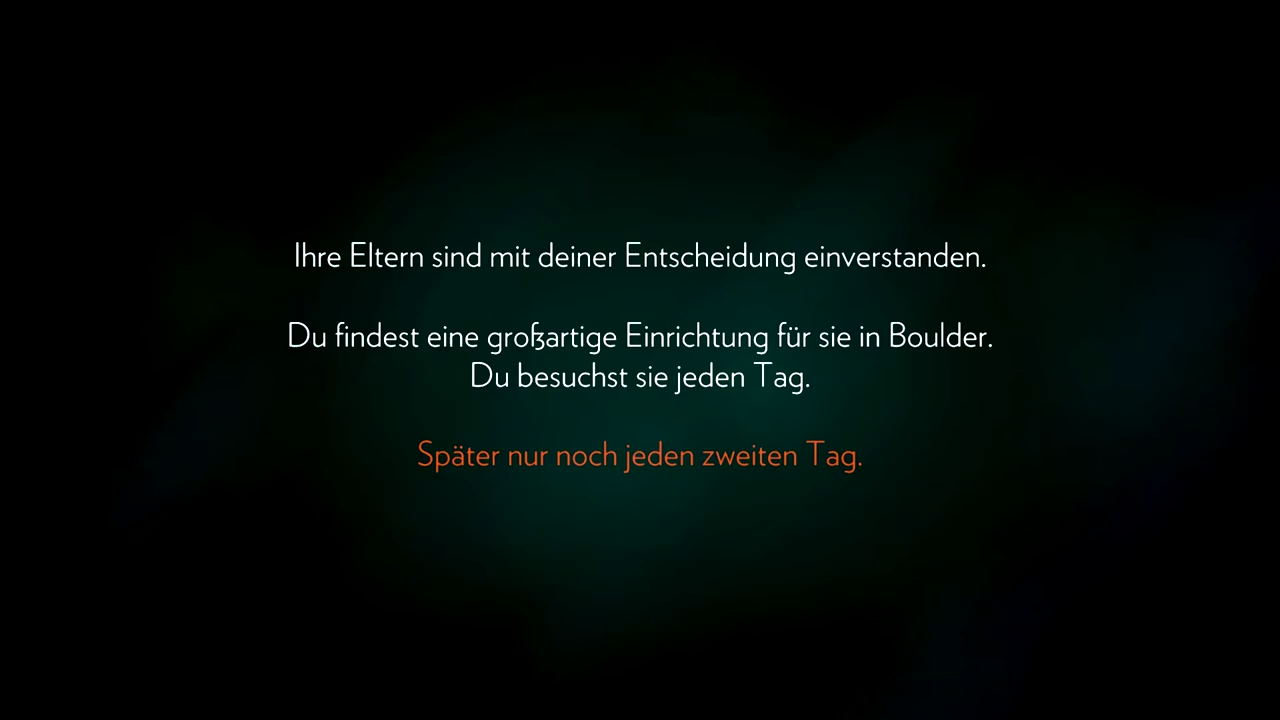 Ihre Eltern sind mit deiner Entscheidung einverstanden.
Du findest eine großartige Einrichtung für sie in Boulder.
Du besuchst sie jeden Tag.
Später nur noch jeden zweiten Tag.